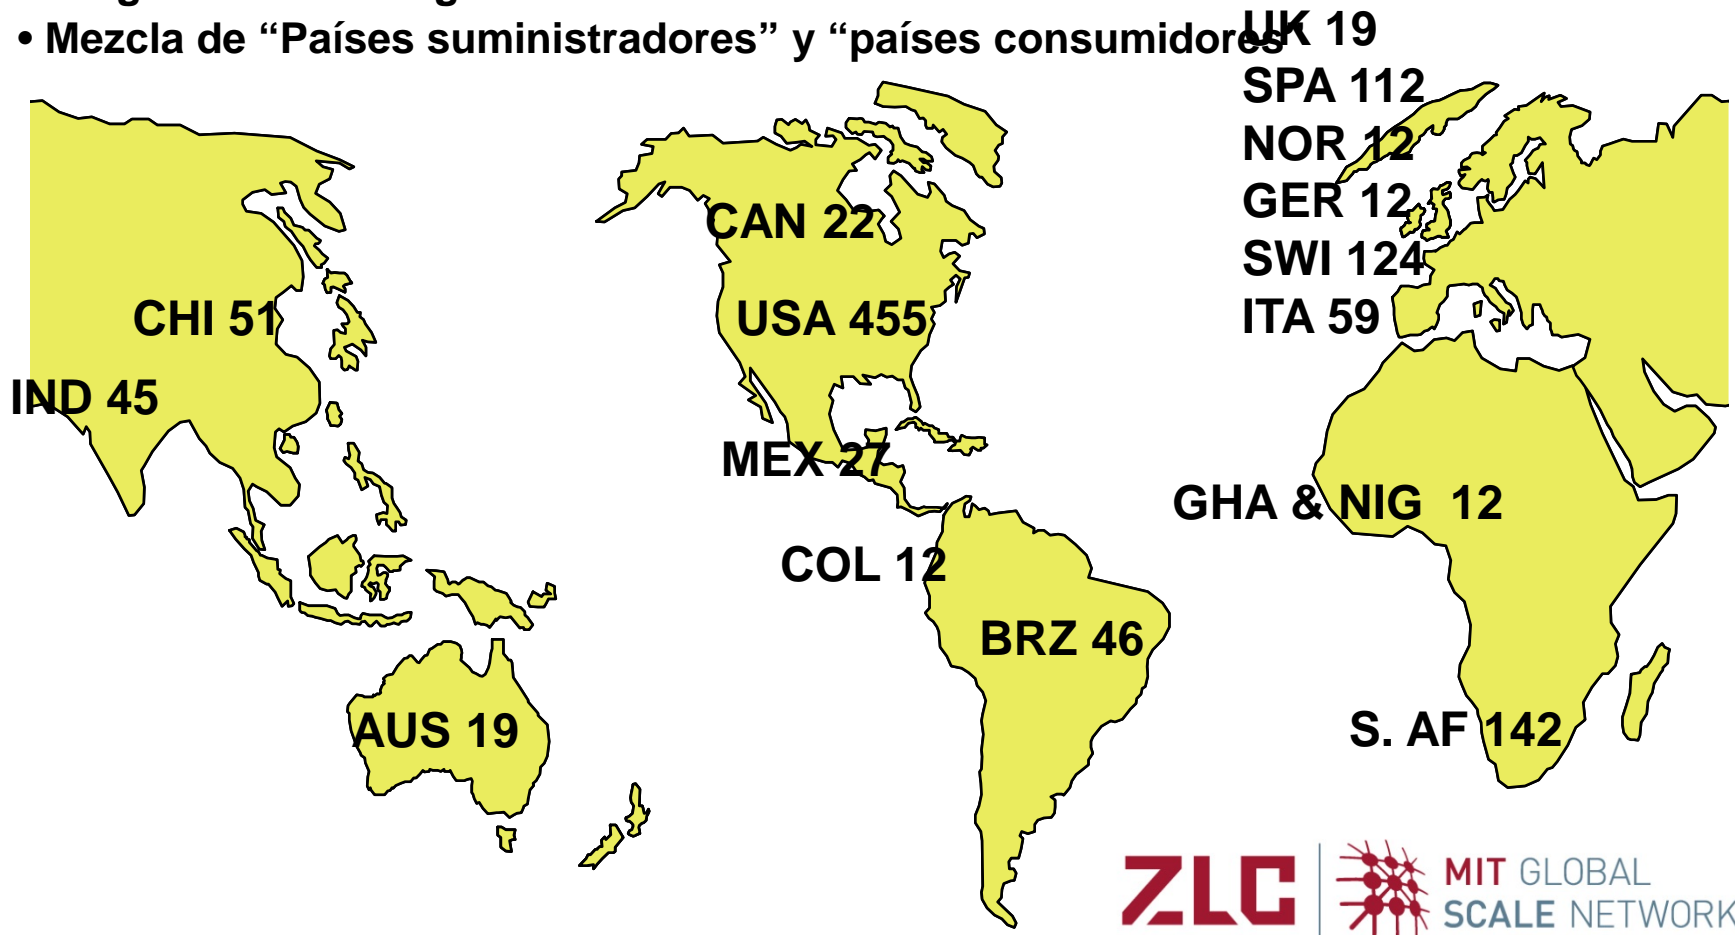 • Mezcla de “Países suministradores” y “países consumidores”
UK 19
SPA 112
NOR 12
GER 12
SWI 124
ITA 59
CAN 22
CHI 51
USA 455
IND 45
MEX 27
GHA & NIG 12
COL 12
BRZ 46
AUS 19
S. AF 142
ZLC
MIT GLOBAL
SCALE NETWORK